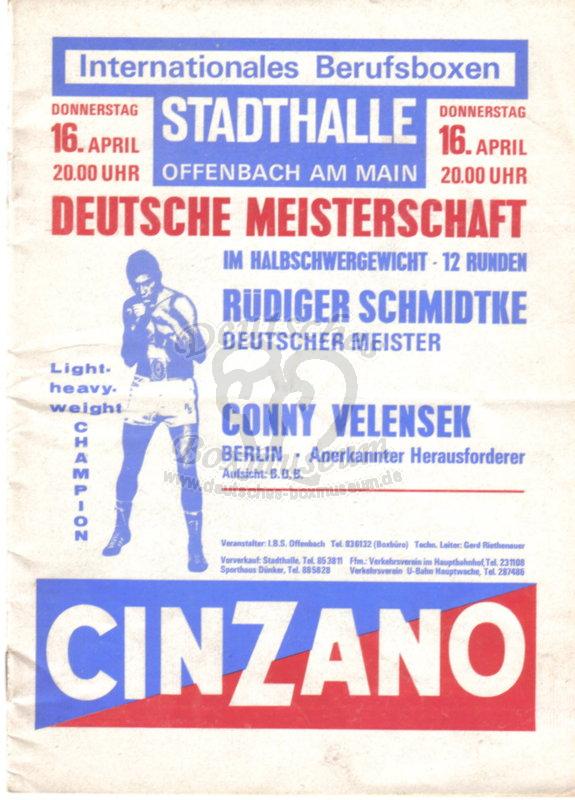 Internationales Berufsboxen
DONNERSTAG
16. APRIL
20.00 UHR
STADTHALLE
OFFENBACH AM MAIN
DONNERSTAG
16. APRIL
20.00 UHR
DEUTSCHE MEISTERSCHAFT
IM HALBSCHWERGEWICHT - 12 RUNDEN
RÜDIGER SCHMIDTKE
DEUTSCHER MEISTER
Light-
heavy-
weight
CHAMPION
CONNY VELENSEK
BERLIN · Anerkannter Herausforderer
Aufsicht: B.D.B.
Deutsches
Boxmuseum
www.deutsches-boxmuseum.de
Veranstalter: I.B.S. Offenbach Tel. 836132 (Boxbüro) Techn. Leiter: Gerd Riethenauer
Vorverkauf: Stadthalle, Tel. 853811 Ffm.: Verkehrsverein im Hauptbahnhof, Tel. 231108
Sporthaus Dünker, Tel. 885828 Verkehrsverein U-Bahn Hauptwache, Tel. 287486
CINZANO